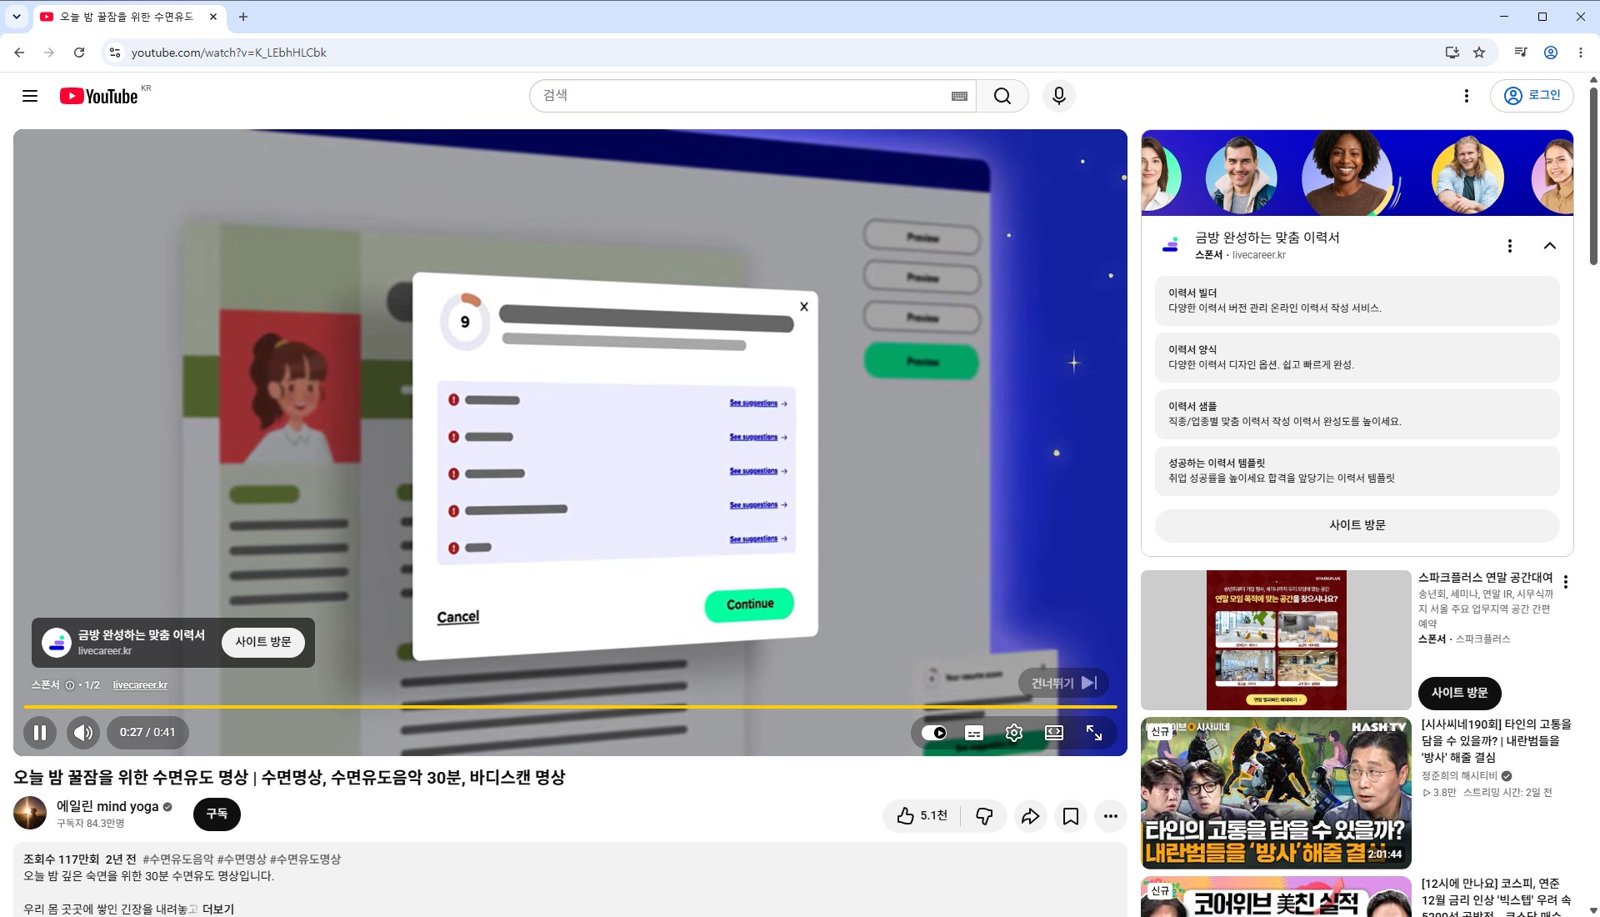 오늘 밤 꿀잠을 위한 수면유도
youtube.com/watch?v=K_LEbhHLCbk
YouTube KR
검색
로그인
Preview
Preview
Preview
Preview
9
X
See suggestions →
See suggestions →
See suggestions →
See suggestions →
See suggestions →
Cancel
Continue
금방 완성하는 맞춤 이력서
livecareer.kr
사이트 방문
스폰서 · 1/2 livecareer.kr
건너뛰기
0:27 / 0:41
오늘 밤 꿀잠을 위한 수면유도 명상 | 수면명상, 수면유도음악 30분, 바디스캔 명상
에일린 mind yoga
구독자 84.3만명
구독
5.1천
조회수 117만회 2년 전 #수면유도음악 #수면명상 #수면유도명상
오늘 밤 깊은 숙면을 위한 30분 수면유도 명상입니다.
우리 몸 곳곳에 쌓인 긴장을 내려놓고 더보기
금방 완성하는 맞춤 이력서
스폰서 · livecareer.kr
이력서 빌더
다양한 이력서 버전 관리 온라인 이력서 작성 서비스.
이력서 양식
다양한 이력서 디자인 옵션. 쉽고 빠르게 완성.
이력서 샘플
직종/업종별 맞춤 이력서 작성 이력서 완성도를 높이세요.
성공하는 이력서 템플릿
취업 성공률을 높이세요 합격을 앞당기는 이력서 템플릿
사이트 방문
STARKPLUS
연말 모임 목적에 맞는 공간을 찾으시나요?
스파크플러스 연말 공간대여
송년회, 세미나, 연말 IR, 시무식까
지 서울 주요 업무지역 공간 간편
예약
스폰서 · 스파크플러스
사이트 방문
신규
HASH TV
타인의 고통을 담을 수 있을까?
내란범들을 '방사' 해줄 결심
2:01:44
[시사씨네190회] 타인의 고통을
담을 수 있을까? | 내란범들을
'방사' 해줄 결심
정준희의 해시티비
3.8만 스트리밍 시간: 2일 전
신규
코어위브 美친 실적
[12시에 만나요] 코스피, 연준
12월 금리 인상 '빅스텝' 우려 속